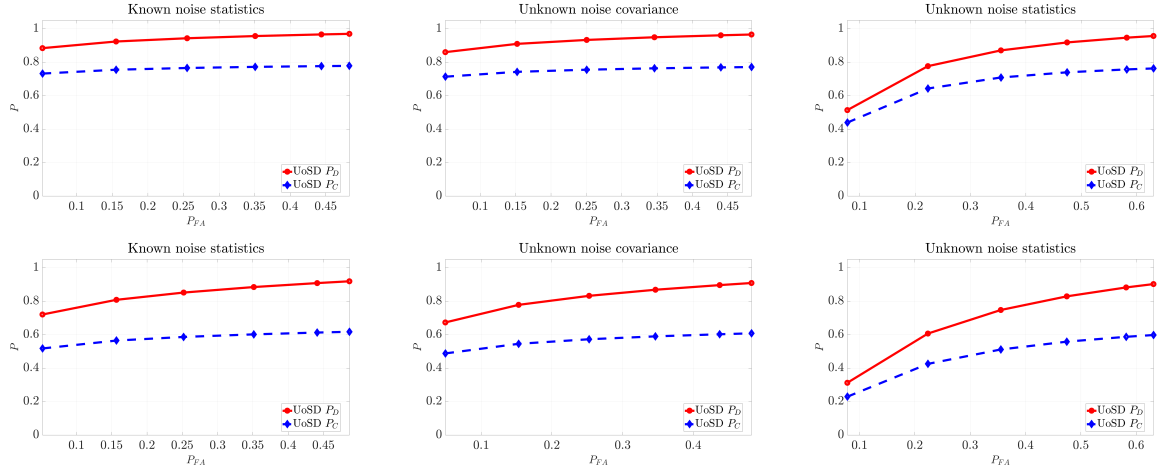 Known noise statistics
1
0.8
0.6
0.4
0.2
0
P
0.1 0.15 0.2 0.25 0.3 0.35 0.4 0.45
P_FA
UoSD P_D
UoSD P_C
Unknown noise covariance
1
0.8
0.6
0.4
0.2
0
P
0.1 0.15 0.2 0.25 0.3 0.35 0.4 0.45
P_FA
UoSD P_D
UoSD P_C
Unknown noise statistics
1
0.8
0.6
0.4
0.2
0
P
0.1 0.2 0.3 0.4 0.5 0.6
P_FA
UoSD P_D
UoSD P_C
Known noise statistics
1
0.8
0.6
0.4
0.2
0
P
0.1 0.15 0.2 0.25 0.3 0.35 0.4 0.45
P_FA
UoSD P_D
UoSD P_C
Unknown noise covariance
1
0.8
0.6
0.4
0.2
0
P
0.1 0.2 0.3 0.4
P_FA
UoSD P_D
UoSD P_C
Unknown noise statistics
1
0.8
0.6
0.4
0.2
0
P
0.1 0.2 0.3 0.4 0.5 0.6
P_FA
UoSD P_D
UoSD P_C